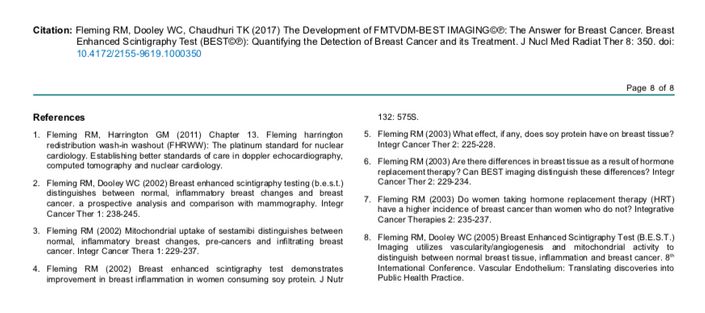 Citation: Fleming RM, Dooley WC, Chaudhuri TK (2017) The Development of FMTVDM-BEST IMAGING©℗: The Answer for Breast Cancer. Breast
Enhanced Scintigraphy Test (BEST©℗): Quantifying the Detection of Breast Cancer and its Treatment. J Nucl Med Radiat Ther 8: 350. doi:
10.4172/2155-9619.1000350
Page 8 of 8
References
1. Fleming RM, Harrington GM (2011) Chapter 13. Fleming harrington
redistribution wash-in washout (FHRWW): The platinum standard for nuclear
cardiology. Establishing better standards of care in doppler echocardiography,
computed tomography and nuclear cardiology.
2. Fleming RM, Dooley WC (2002) Breast enhanced scintigraphy testing (b.e.s.t.)
distinguishes between normal, inflammatory breast changes and breast
cancer. a prospective analysis and comparison with mammography. Integr
Cancer Ther 1: 238-245.
3. Fleming RM (2002) Mitochondrial uptake of sestamibi distinguishes between
normal, inflammatory breast changes, pre-cancers and infiltrating breast
cancer. Integr Cancer Thera 1: 229-237.
4. Fleming RM (2002) Breast enhanced scintigraphy test demonstrates
improvement in breast inflammation in women consuming soy protein. J Nutr
132: 575S.
5. Fleming RM (2003) What effect, if any, does soy protein have on breast tissue?
Integr Cancer Ther 2: 225-228.
6. Fleming RM (2003) Are there differences in breast tissue as a result of hormone
replacement therapy? Can BEST imaging distinguish these differences? Integr
Cancer Ther 2: 229-234.
7. Fleming RM (2003) Do women taking hormone replacement therapy (HRT)
have a higher incidence of breast cancer than women who do not? Integrative
Cancer Therapies 2: 235-237.
8. Fleming RM, Dooley WC (2005) Breast Enhanced Scintigraphy Test (B.E.S.T.)
Imaging utilizes vascularity/angiogenesis and mitochondrial activity to
distinguish between normal breast tissue, inflammation and breast cancer. 8th
International Conference. Vascular Endothelium: Translating discoveries into
Public Health Practice.